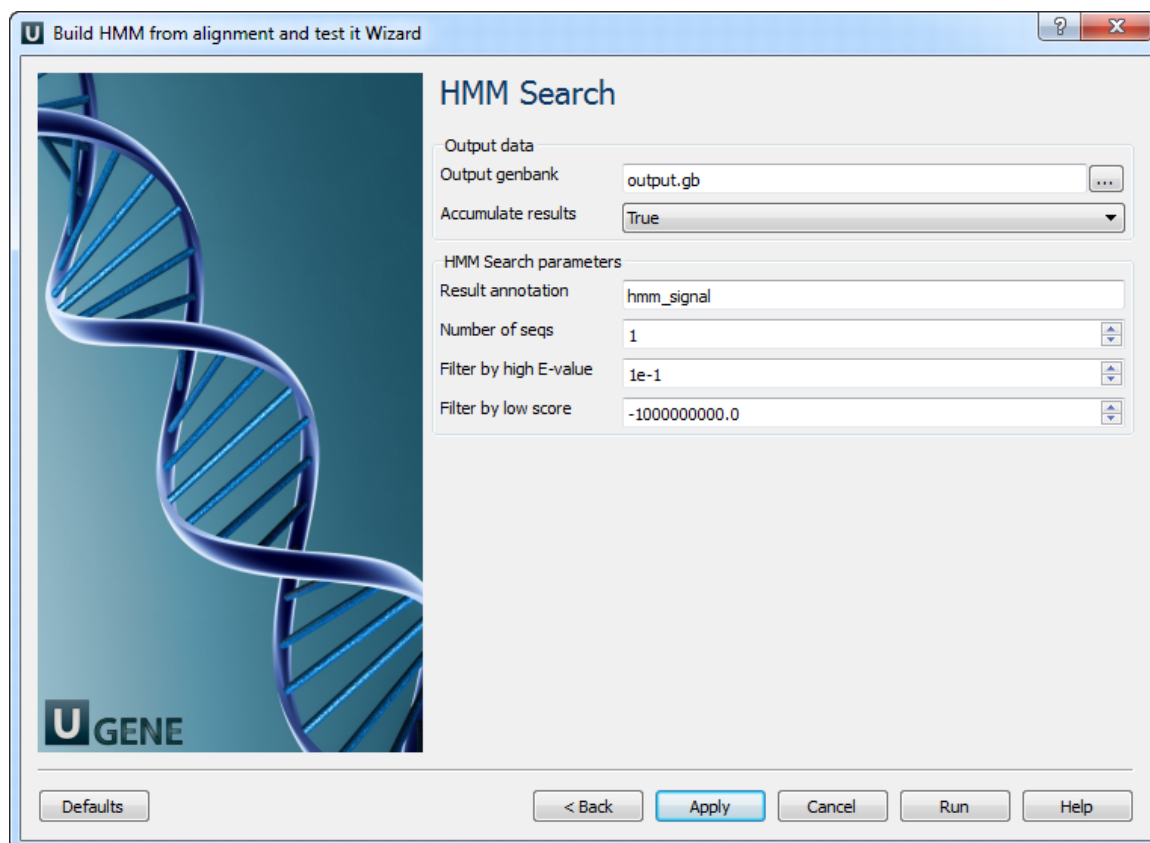 U Build HMM from alignment and test it Wizard
?
X
HMM Search
Output data
Output genbank output.gb ...
Accumulate results True
HMM Search parameters
Result annotation hmm_signal
Number of seqs 1
Filter by high E-value 1e-1
Filter by low score -1000000000.0
U GENE
Defaults < Back Apply Cancel Run Help